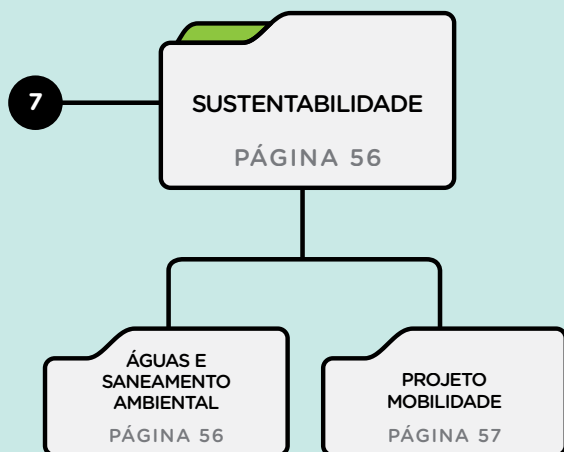 7
SUSTENTABILIDADE
PÁGINA 56
ÁGUAS E
SANEAMENTO
AMBIENTAL
PÁGINA 56
PROJETO
MOBILIDADE
PÁGINA 57